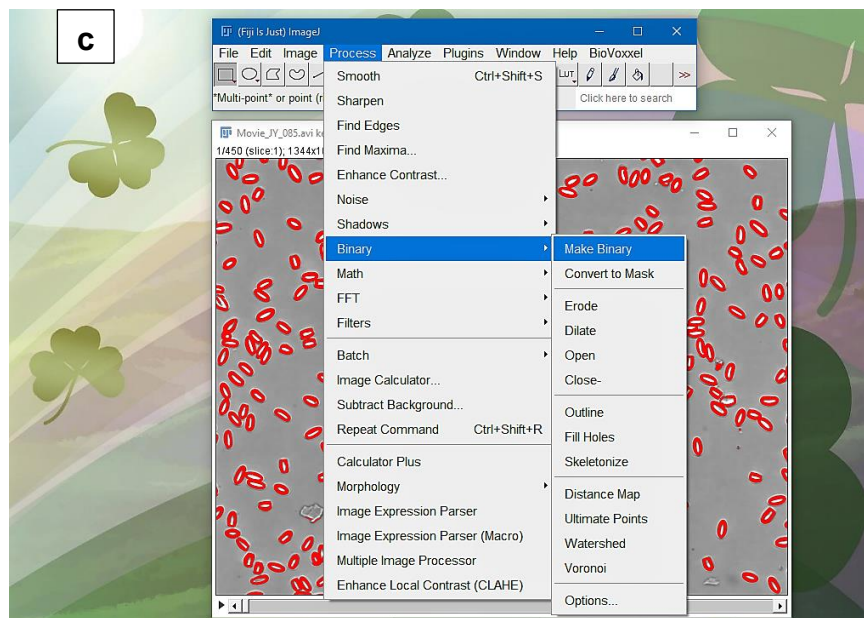 c
(Fiji Is Just) ImageJ
File Edit Image Process Analyze Plugins Window Help BioVoxxel
LUT
*Multi-point* or point (r
Click here to search
Movie_JY_085.avi k
1/450 (slice:1); 1344x1
Smooth Ctrl+Shift+S
Sharpen
Find Edges
Find Maxima...
Enhance Contrast...
Noise
Shadows
Binary
Math
FFT
Filters
Batch
Image Calculator...
Subtract Background...
Repeat Command Ctrl+Shift+R
Calculator Plus
Morphology
Image Expression Parser
Image Expression Parser (Macro)
Multiple Image Processor
Enhance Local Contrast (CLAHE)
Make Binary
Convert to Mask
Erode
Dilate
Open
Close-
Outline
Fill Holes
Skeletonize
Distance Map
Ultimate Points
Watershed
Voronoi
Options...